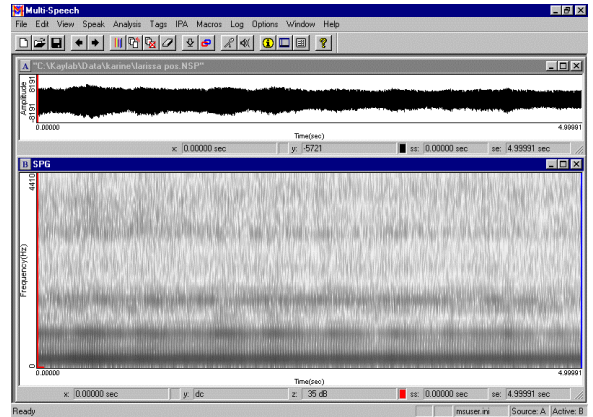 Multi-Speech
File Edit View Speak Analysis Tags IPA Macros Log Options Window Help
A "C:\Kaylab\Data\karine\larissa pos.NSP"
Amplitude
-8191 8191
0.00000 4.99991
Time(sec)
x: 0.00000 sec y: -5721 ss: 0.00000 sec se: 4.99991 sec
B SPG
4410
Frequency(Hz)
0
0.00000 4.99991
Time(sec)
x: 0.00000 sec y: dc z: 35 dB ss: 0.00000 sec se: 4.99991 sec
Ready msuser.ini Source: A Active: B